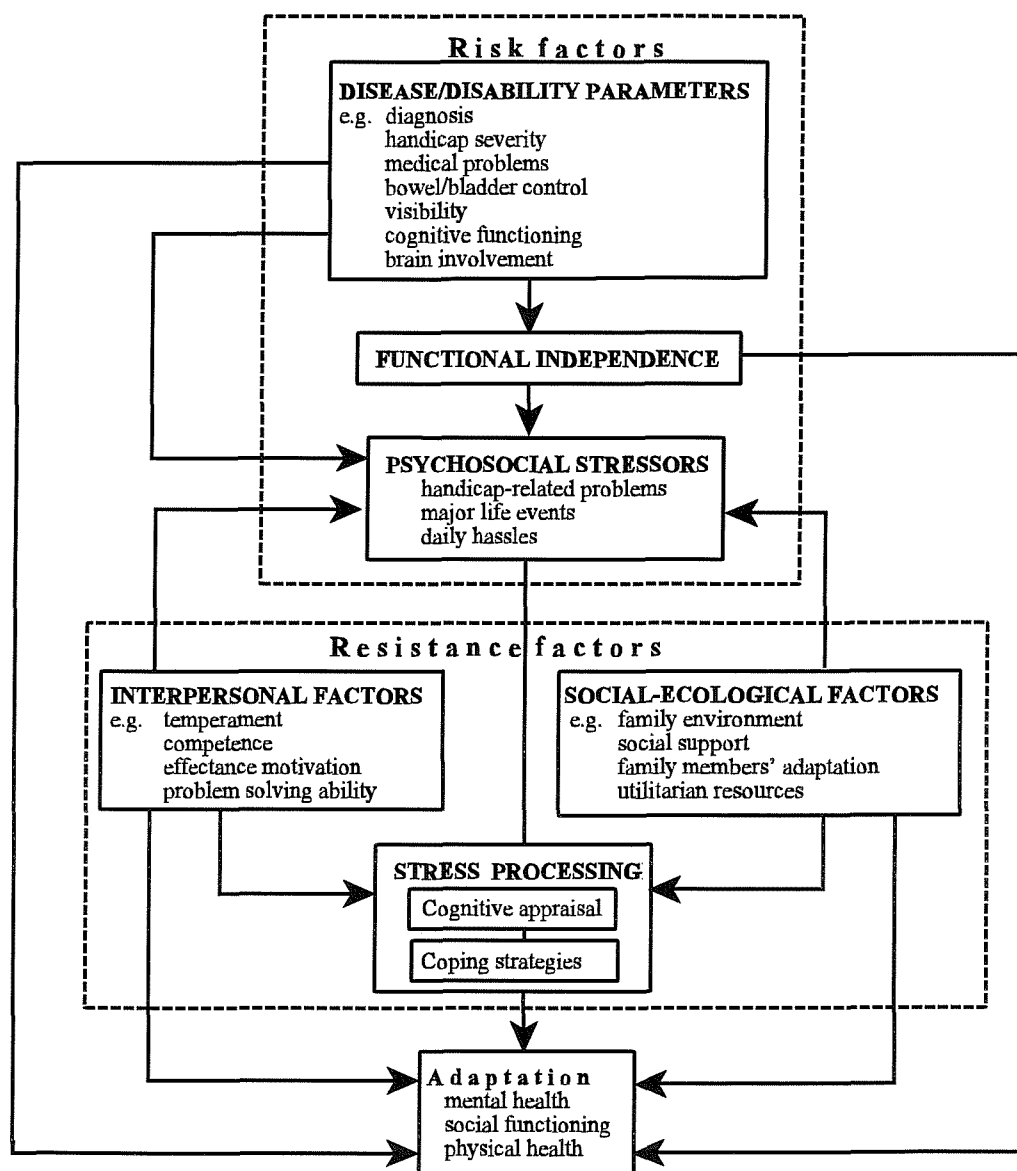 Risk factors
DISEASE/DISABILITY PARAMETERS
e.g. diagnosis
handicap severity
medical problems
bowel/bladder control
visibility
cognitive functioning
brain involvement
FUNCTIONAL INDEPENDENCE
PSYCHOSOCIAL STRESSORS
handicap-related problems
major life events
daily hassles
Resistance factors
INTERPERSONAL FACTORS
e.g. temperament
competence
effectance motivation
problem solving ability
SOCIAL-ECOLOGICAL FACTORS
e.g. family environment
social support
family members' adaptation
utilitarian resources
STRESS PROCESSING
Cognitive appraisal
Coping strategies
Adaptation
mental health
social functioning
physical health